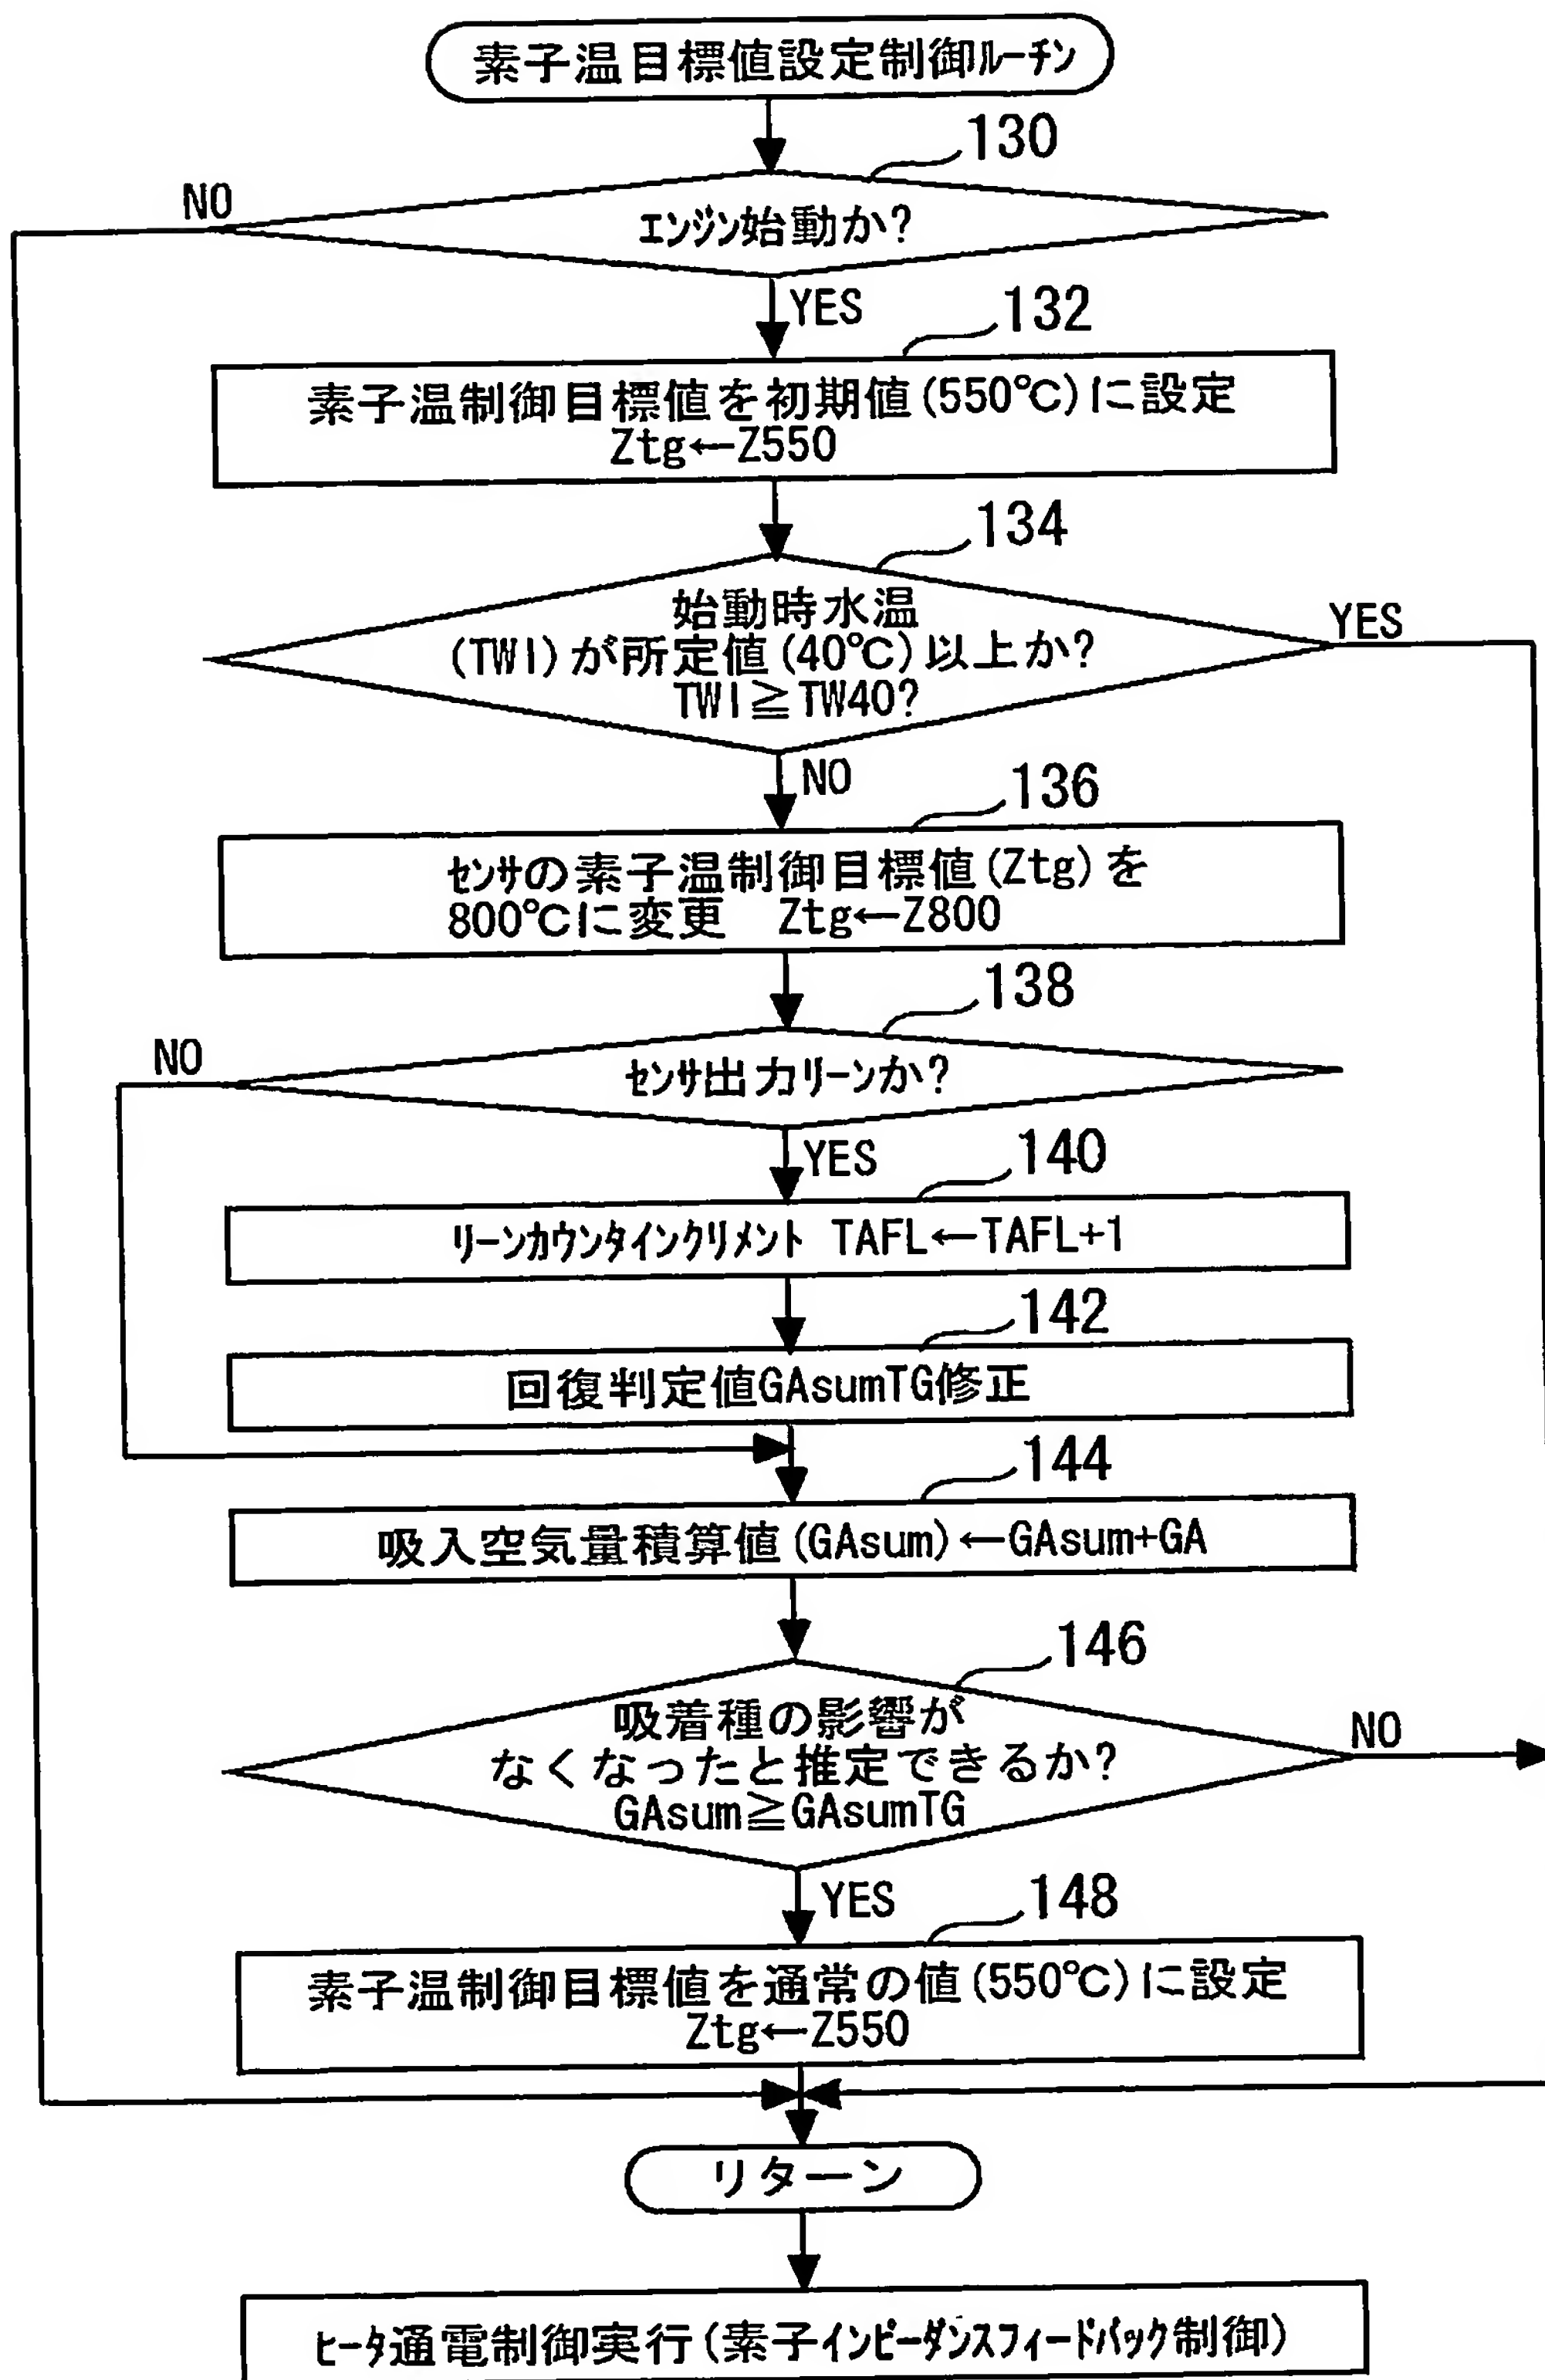 素子温目標値設定制御ﾙｰﾁﾝ
130
NO
ｴﾝｼﾞﾝ始動か?
YES
132
素子温制御目標値を初期値(550℃)に設定
Ztg←Z550
134
始動時水温
(TWI)が所定値(40℃)以上か?
TWI≧TW40?
YES
NO
136
ｾﾝｻの素子温制御目標値(Ztg)を
800℃に変更 Ztg←Z800
138
NO
ｾﾝｻ出力ﾘｰﾝか?
YES
140
ﾘｰﾝｶｳﾝﾀｲﾝｸﾘﾒﾝﾄ TAFL←TAFL+1
142
回復判定値GAsumTG修正
144
吸入空気量積算値(GAsum)←GAsum+GA
146
吸着種の影響が
なくなったと推定できるか?
GAsum≧GAsumTG
NO
YES
148
素子温制御目標値を通常の値(550℃)に設定
Ztg←Z550
リターン
ﾋｰﾀ通電制御実行(素子ｲﾝﾋﾟｰﾀﾞﾝｽﾌｨｰﾄﾞﾊﾞｯｸ制御)